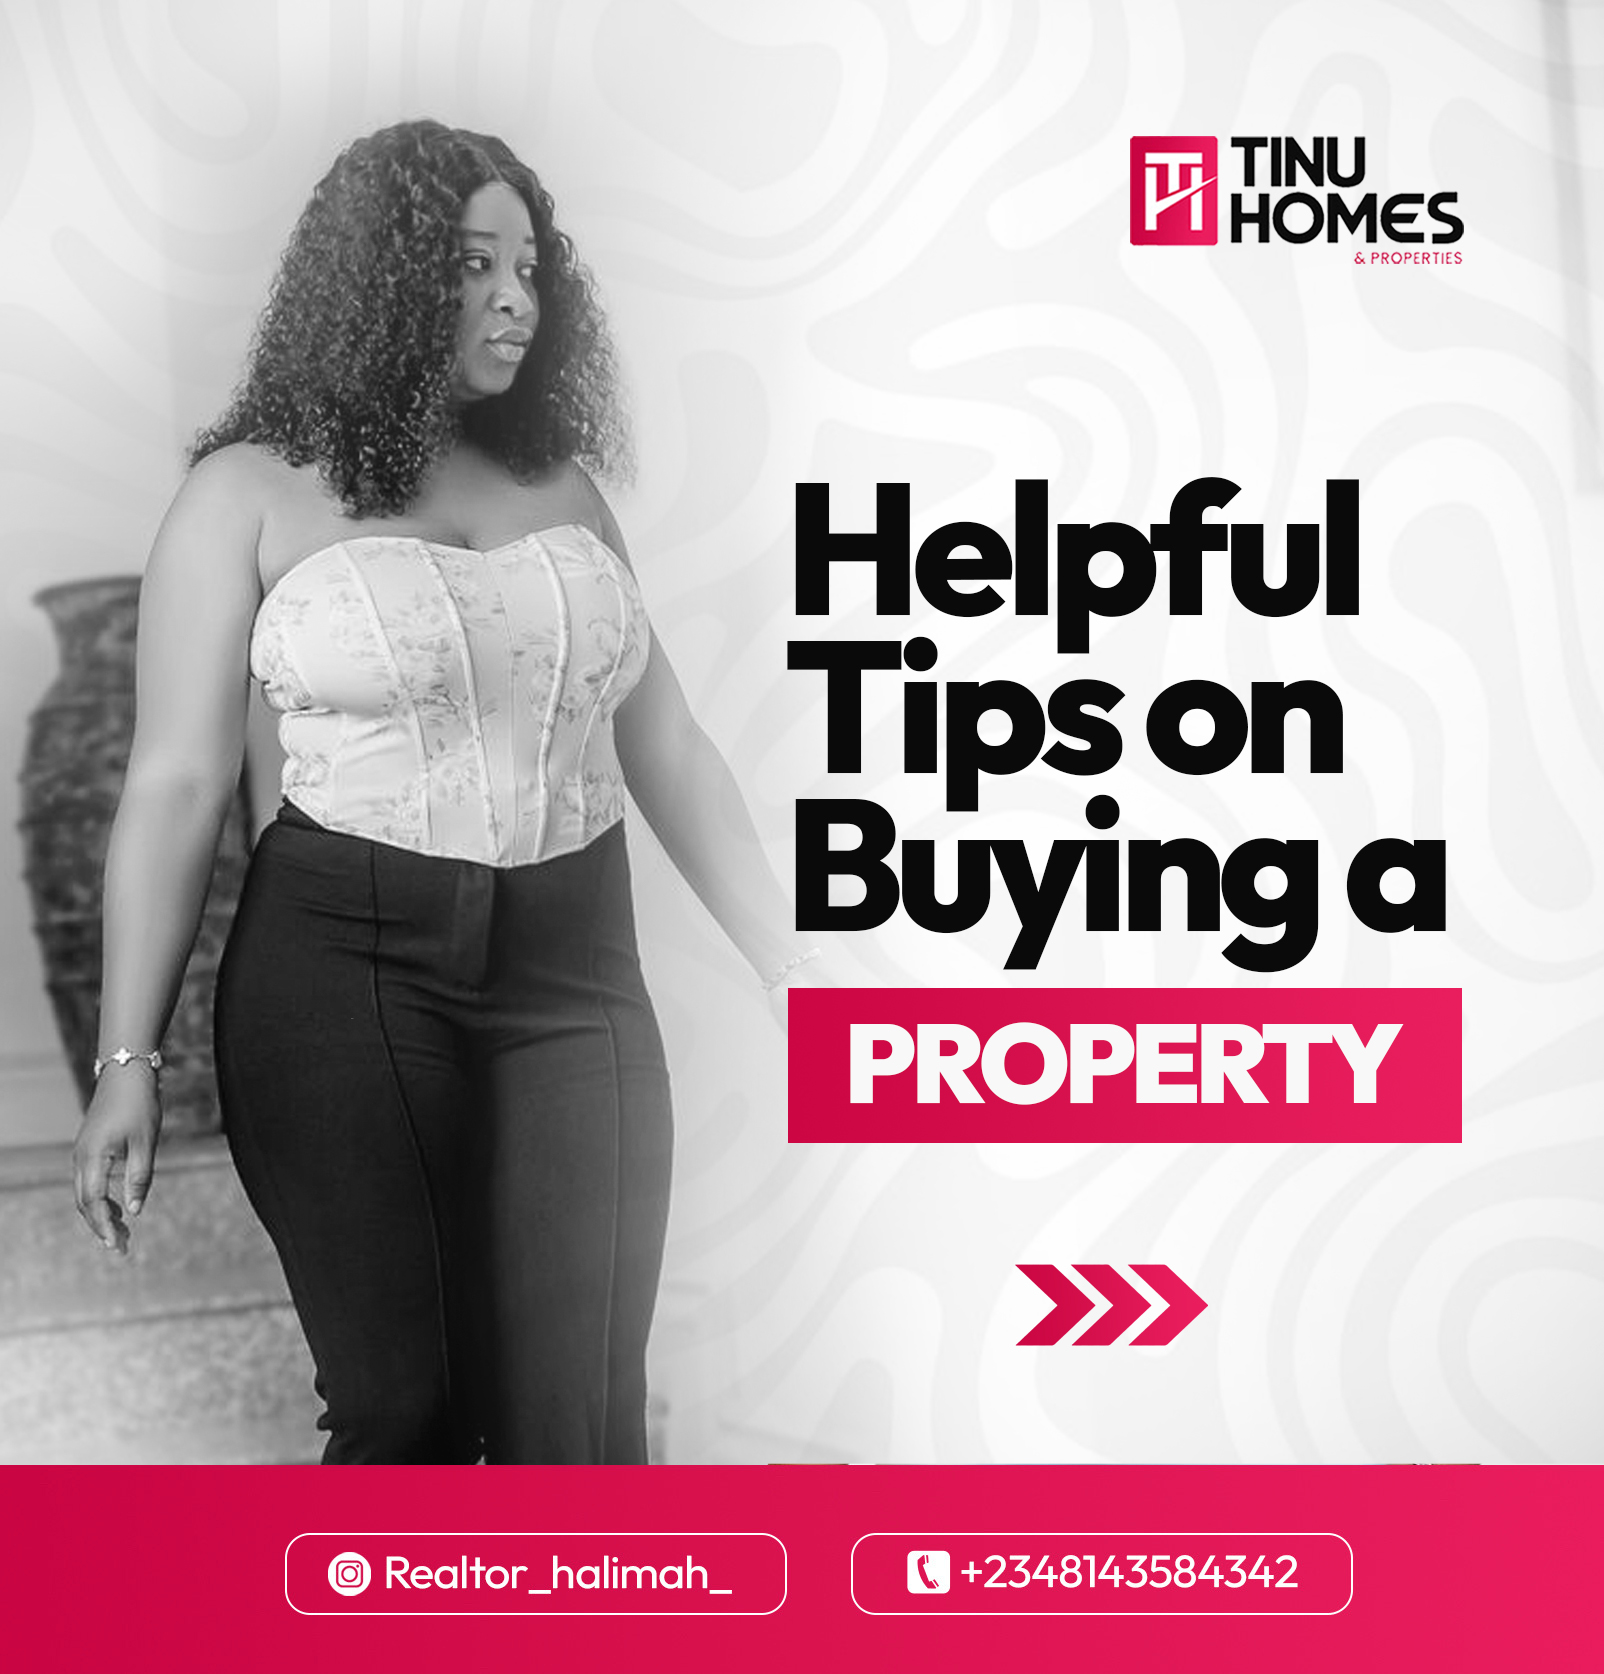 TINU
HOMES
& PROPERTIES
Helpful
Tips on
Buying a
PROPERTY
Realtor_halimah_
+2348143584342